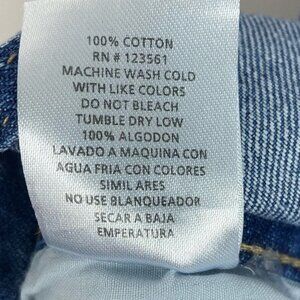 100% COTTON
RN # 123561
MACHINE WASH COLD
WITH LIKE COLORS
DO NOT BLEACH
TUMBLE DRY LOW
100% ALGODON
LAVADO A MAQUINA CON
AGUA FRIA CON COLORES
SIMIL ARES
NO USE BLANQUEADOR
SECAR A BAJA
EMPERATURA